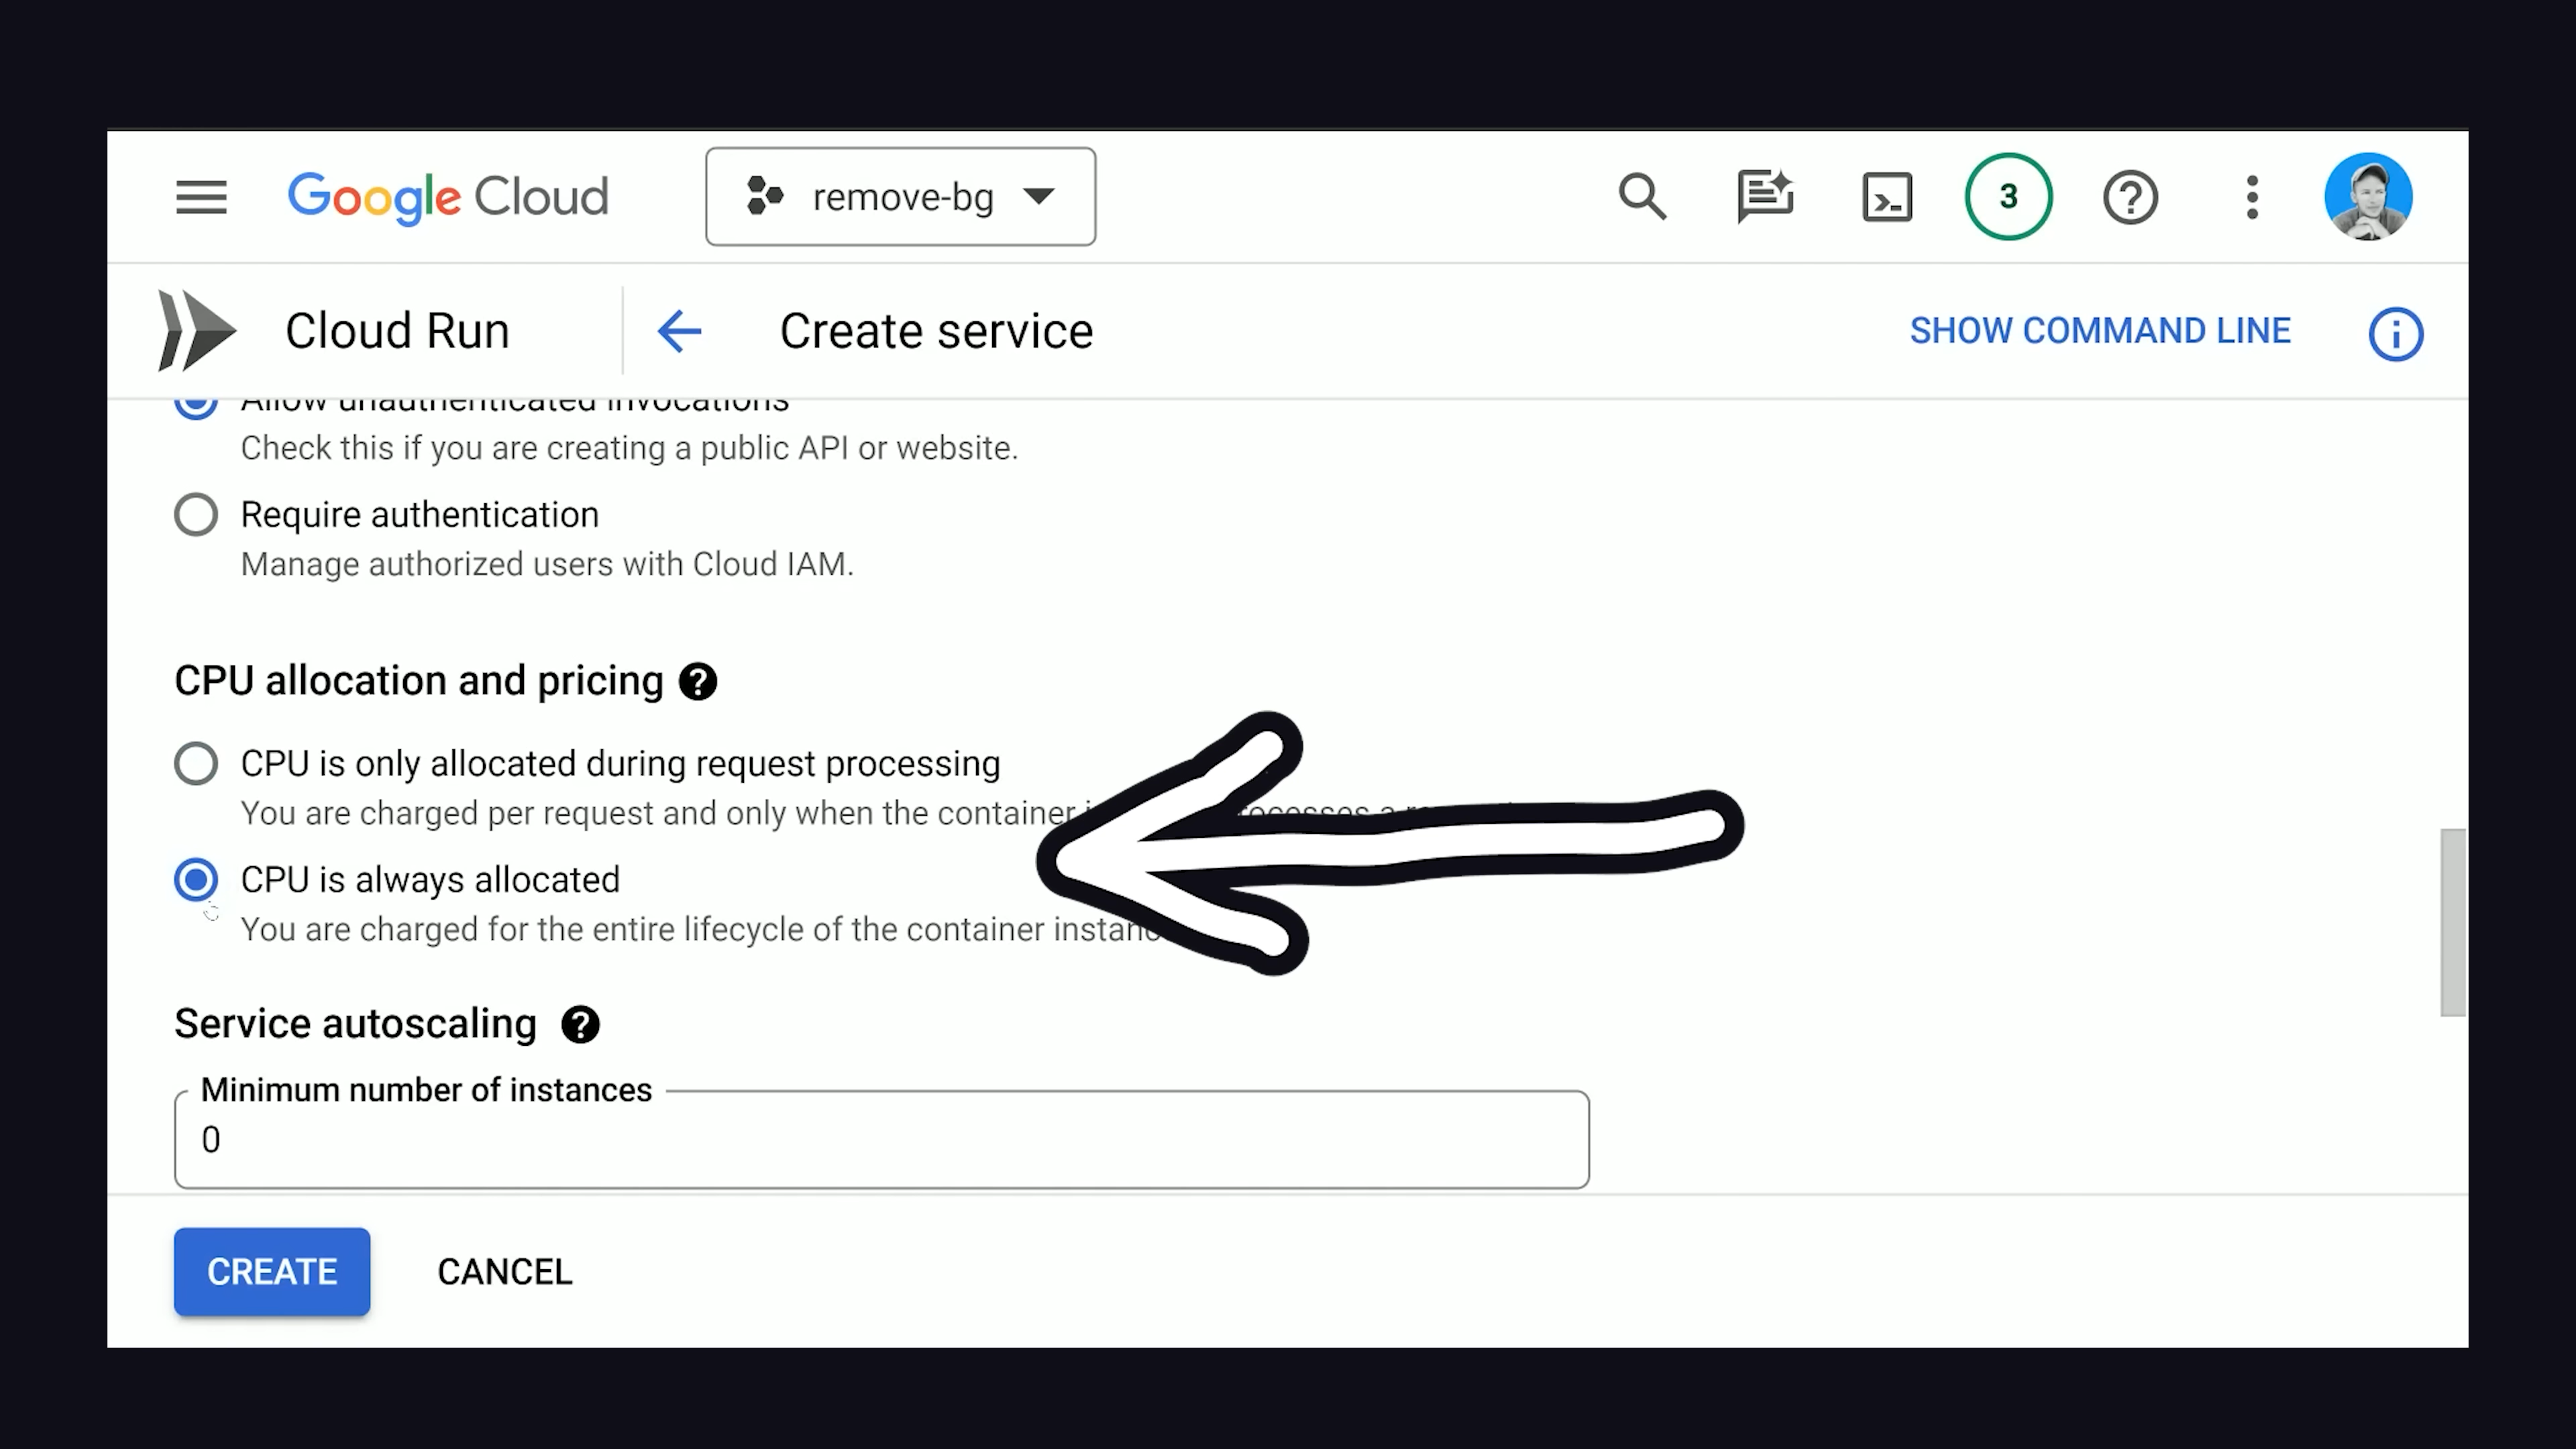 Google Cloud
remove-bg
3
Cloud Run
Create service
SHOW COMMAND LINE
Allow unauthenticated invocations
Check this if you are creating a public API or website.
Require authentication
Manage authorized users with Cloud IAM.
CPU allocation and pricing
CPU is only allocated during request processing
You are charged per request and only when the container
CPU is always allocated
You are charged for the entire lifecycle of the container
Service autoscaling
Minimum number of instances
0
CREATE
CANCEL